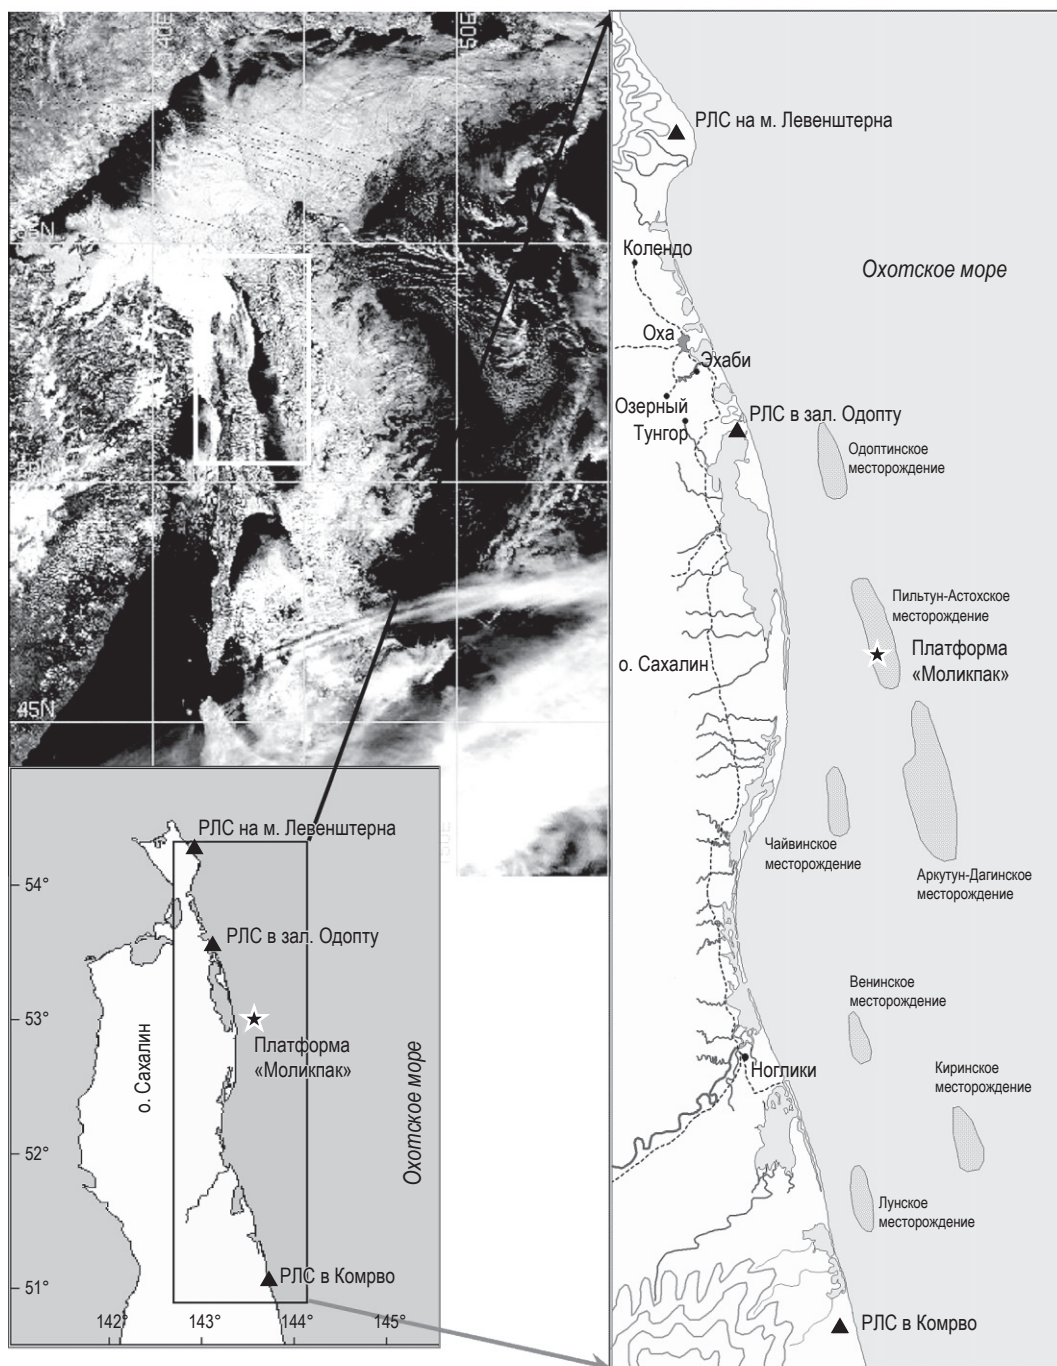 40E
50E
55N
50N
45N
50E
РЛС на м. Левенштерна
Колендо
Охотское море
Оха
Эхаби
Озерный
Тунгор
РЛС в зал. Одопту
Одоптинское
месторождение
Пильтун-Астохское
месторождение
Платформа
«Моликпак»
о. Сахалин
Чайвинское
месторождение
Аркутун-Дагинское
месторождение
Венинское
месторождение
Ноглики
Киринское
месторождение
Лунское
месторождение
РЛС в Комрво
РЛС на м. Левенштерна
54°
РЛС в зал. Одопту
53°
о. Сахалин
Платформа
«Моликпак»
Охотское море
52°
51°
РЛС в Комрво
142°
143°
144°
145°